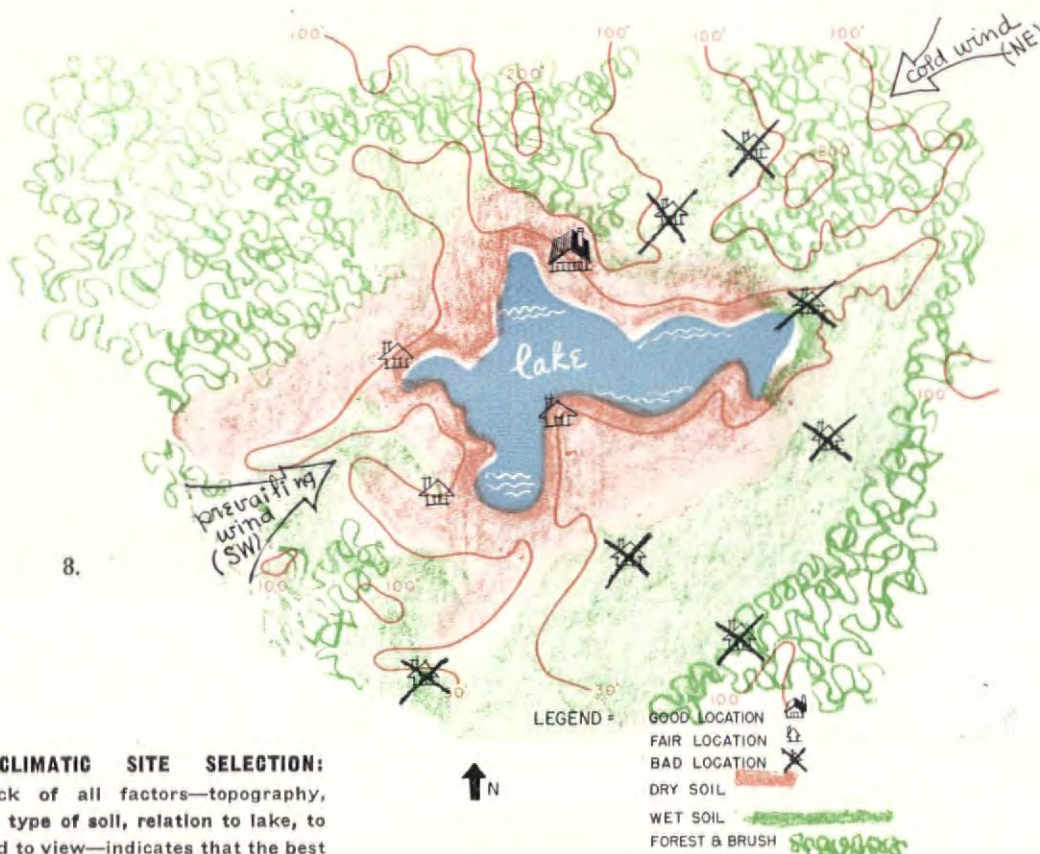 100'
100'
100'
100'
cold wind
(NE)
200'
200'
lake
100
prevailing
wind
(SW)
8.
100
100'
30'
100
LEGEND =
GOOD LOCATION
FAIR LOCATION
BAD LOCATION
DRY SOIL
WET SOIL
FOREST & BRUSH
N
CLIMATIC SITE SELECTION:
ck of all factors—topography,
type of soil, relation to lake, to
d to view—indicates that the best